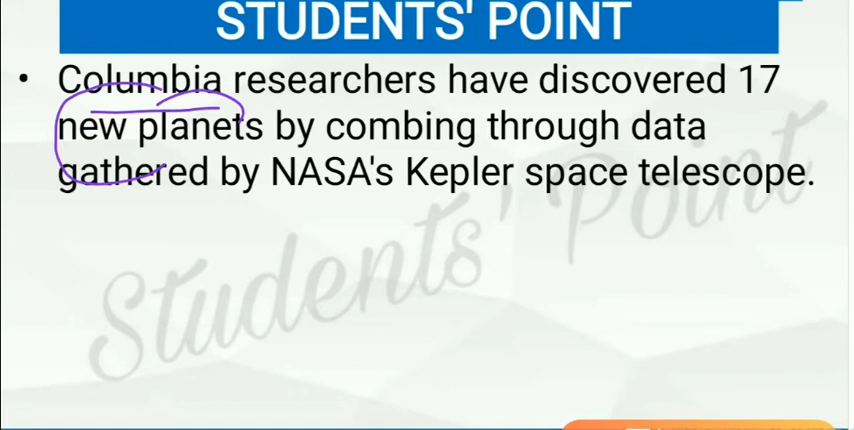 STUDENTS' POINT
• Columbia researchers have discovered 17
new planets by combing through data
gathered by NASA's Kepler space telescope.
Students' Point